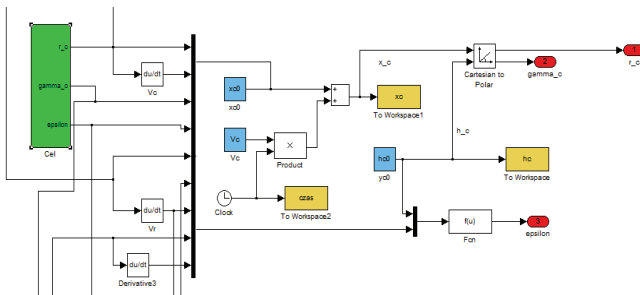 r_c
gamma_c
epsilon
Cel
du/dt
Vc
du/dt
Vr
du/dt
Derivative3
xc0
xc0
Vc
Vc
X
Product
Clock
czas
To Workspace2
+
+
x_c
xc
To Workspace1
h_c
hc0
yc0
Cartesian to
Polar
2
gamma_c
1
r_c
hc
To Workspace
f(u)
Fcn
3
epsilon